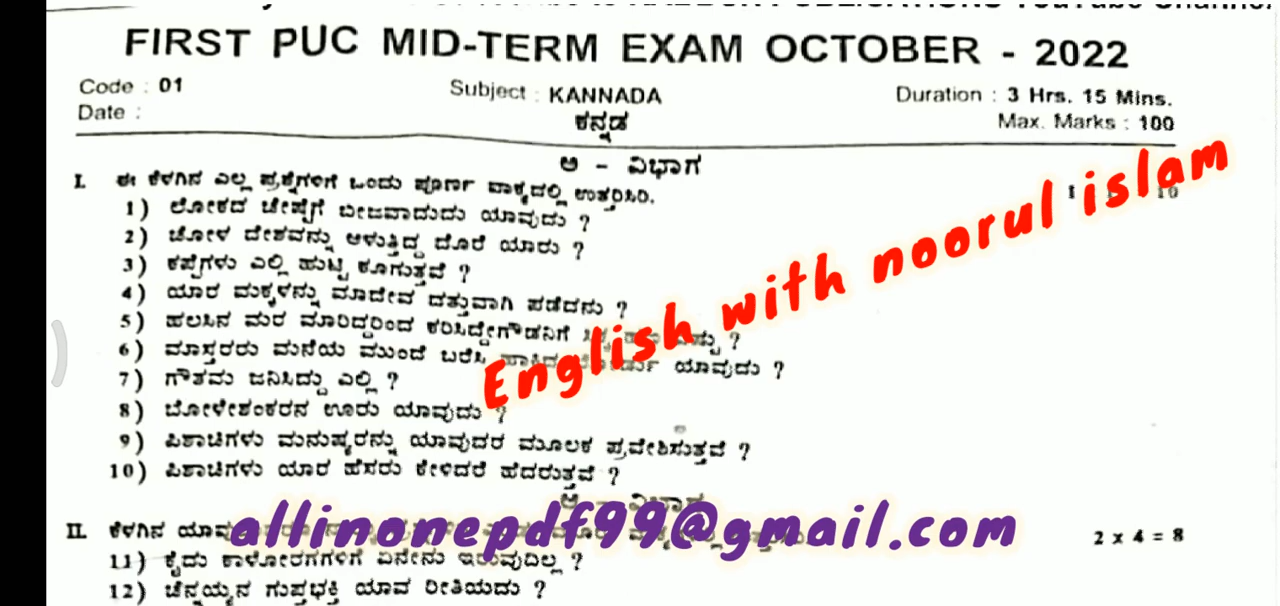 FIRST PUC MID-TERM EXAM OCTOBER - 2022
Code : 01 Subject : KANNADA Duration : 3 Hrs. 15 Mins.
Date : ಕನ್ನಡ Max. Marks : 100
ಅ - ವಿಭಾಗ
I. ಈ ಕೆಳಗಿನ ಎಲ್ಲ ಪ್ರಶ್ನೆಗಳಿಗೆ ಒಂದು ಪೂರ್ಣ ವಾಕ್ಯದಲ್ಲಿ ಉತ್ತರಿಸಿರಿ. 10
1) ಲೋಕದ ಚೇಷ್ಟೆಗೆ ಬೀಜವಾದುದು ಯಾವುದು ?
2) ಚೋಳ ದೇಶವನ್ನು ಆಳುತ್ತಿದ್ದ ದೊರೆ ಯಾರು ?
3) ಕಪ್ಪೆಗಳು ಎಲ್ಲಿ ಹುಟ್ಟಿ ಕೂಗುತ್ತವೆ ?
4) ಯಾರ ಮಕ್ಕಳನ್ನು ಮಾದೇವ ದತ್ತುವಾಗಿ ಪಡೆದನು ?
5) ಹಲಸಿನ ಮರ ಮಾರಿದ್ದರಿಂದ ಕರಿಸಿದ್ದೇಗೌಡನಿಗೆ ?
6) ಮಾಸ್ತರರು ಮನೆಯ ಮುಂದೆ ಬರೆಸಿ ಯಾವುದು ?
7) ಗೌತಮ ಜನಿಸಿದ್ದು ಎಲ್ಲಿ ?
8) ಬೋಳೇಶಂಕರನ ಊರು ಯಾವುದು ?
9) ಪಿಶಾಚಿಗಳು ಮನುಷ್ಯರನ್ನು ಯಾವುದರ ಮೂಲಕ ಪ್ರವೇಶಿಸುತ್ತವೆ ?
10) ಪಿಶಾಚಿಗಳು ಯಾರ ಹೆಸರು ಕೇಳಿದರೆ ಹೆದರುತ್ತವೆ ?
English with noorul islam
ಆ - ವಿಭಾಗ
II. ಕೆಳಗಿನ 2 x 4 = 8
allinonepdf99@gmail.com
11) ಕೈದು ಕಾಳೋರಗಗಳಿಗೆ ಏನೇನು ಇರುವುದಿಲ್ಲ ?
12) ಚೆನ್ನಯ್ಯನ ಗುಪ್ತಭಕ್ತಿ ಯಾವ ರೀತಿಯದು ?